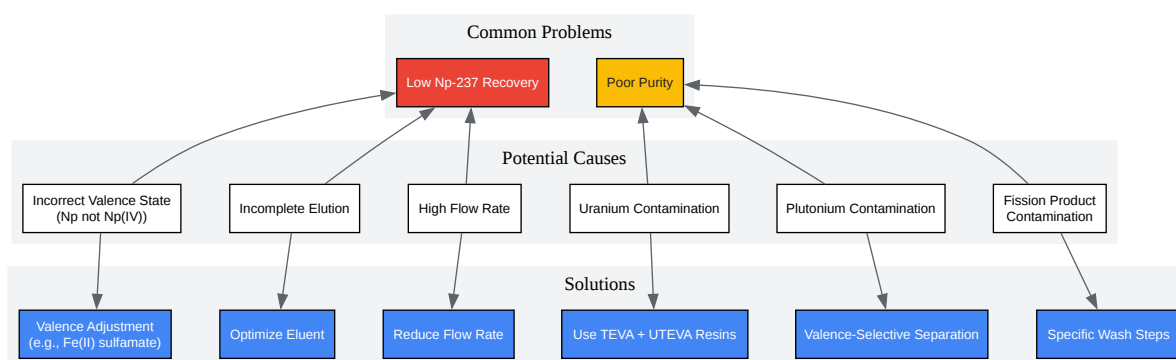 Common Problems
Low Np-237 Recovery
Poor Purity
Potential Causes
Incorrect Valence State
(Np not Np(IV))
Incomplete Elution
High Flow Rate
Uranium Contamination
Plutonium Contamination
Fission Product
Contamination
Solutions
Valence Adjustment
(e.g., Fe(II) sulfamate)
Optimize Eluent
Reduce Flow Rate
Use TEVA + UTEVA Resins
Valence-Selective Separation
Specific Wash Steps